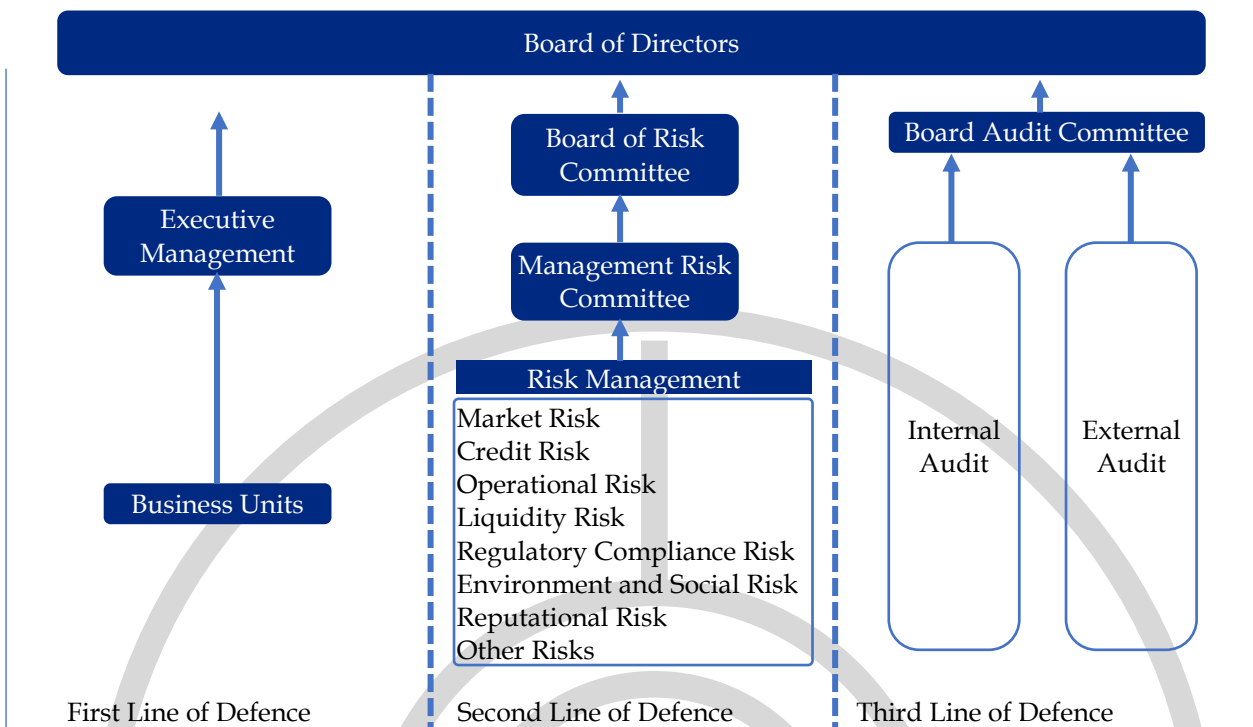 Board of Directors
Executive
Management
Business Units
First Line of Defence
Board of Risk
Committee
Management Risk
Committee
Risk Management
Market Risk
Credit Risk
Operational Risk
Liquidity Risk
Regulatory Compliance Risk
Environment and Social Risk
Reputational Risk
Other Risks
Second Line of Defence
Board Audit Committee
Internal
Audit
External
Audit
Third Line of Defence